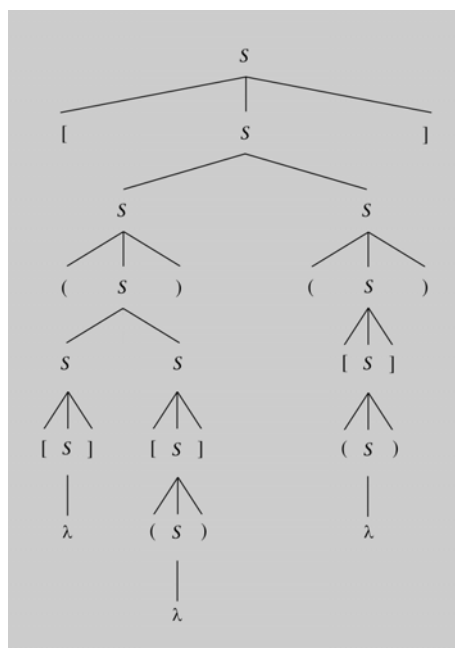 S
[ S ]
S S
( S ) ( S )
S S [ S ]
[ S ] [ S ] ( S )
λ ( S ) λ
λ